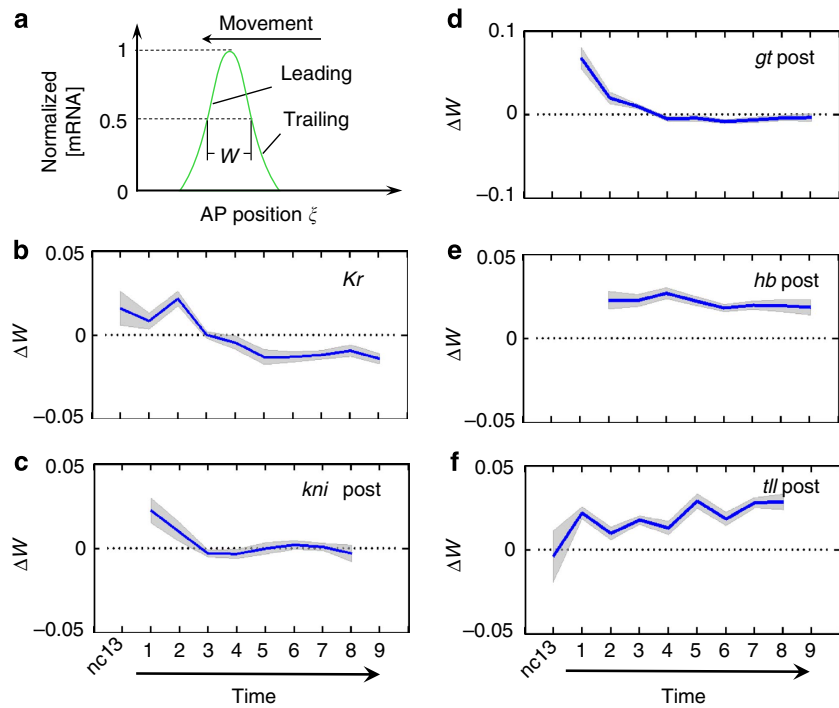 a
Movement
Normalized
[mRNA]
1
0.5
0
Leading
Trailing
W
AP position ξ
b
0.05
0
−0.05
ΔW
Kr
c
0.05
0
−0.05
ΔW
kni post
nc13 1 2 3 4 5 6 7 8 9
Time
d
0.1
0
−0.1
ΔW
gt post
e
0.05
0
−0.05
ΔW
hb post
f
0.05
0
−0.05
ΔW
tll post
nc13 1 2 3 4 5 6 7 8 9
Time